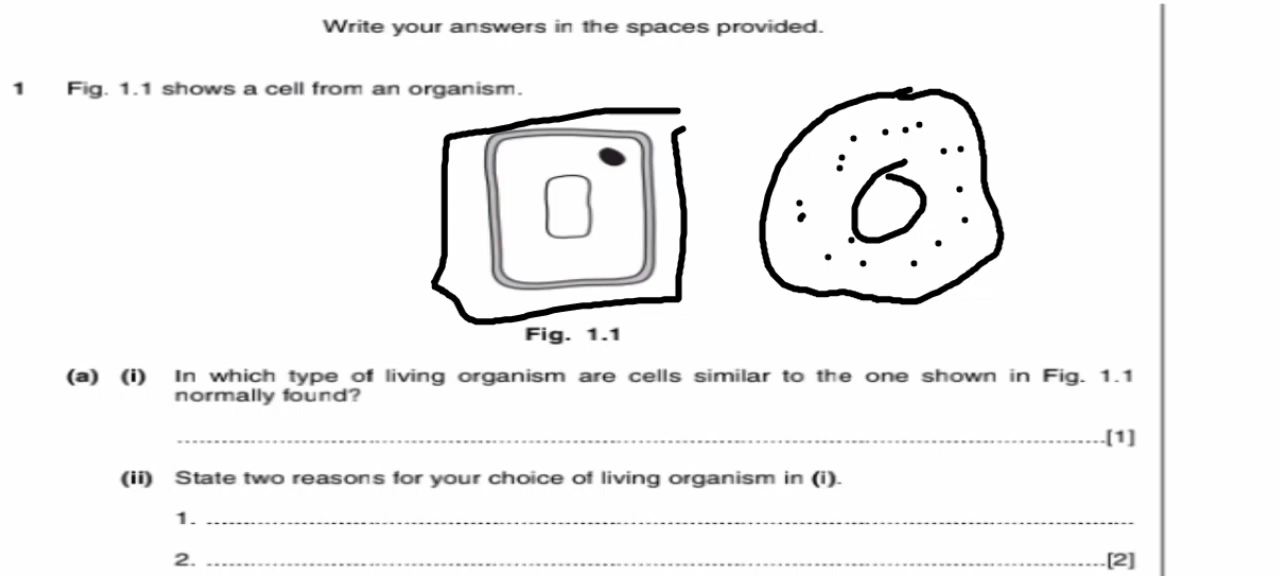 Write your answers in the spaces provided.
1 Fig. 1.1 shows a cell from an organism.
Fig. 1.1
(a) (i) In which type of living organism are cells similar to the one shown in Fig. 1.1
normally found?
..........[1]
(ii) State two reasons for your choice of living organism in (i).
1. ..........
2. ..........[2]